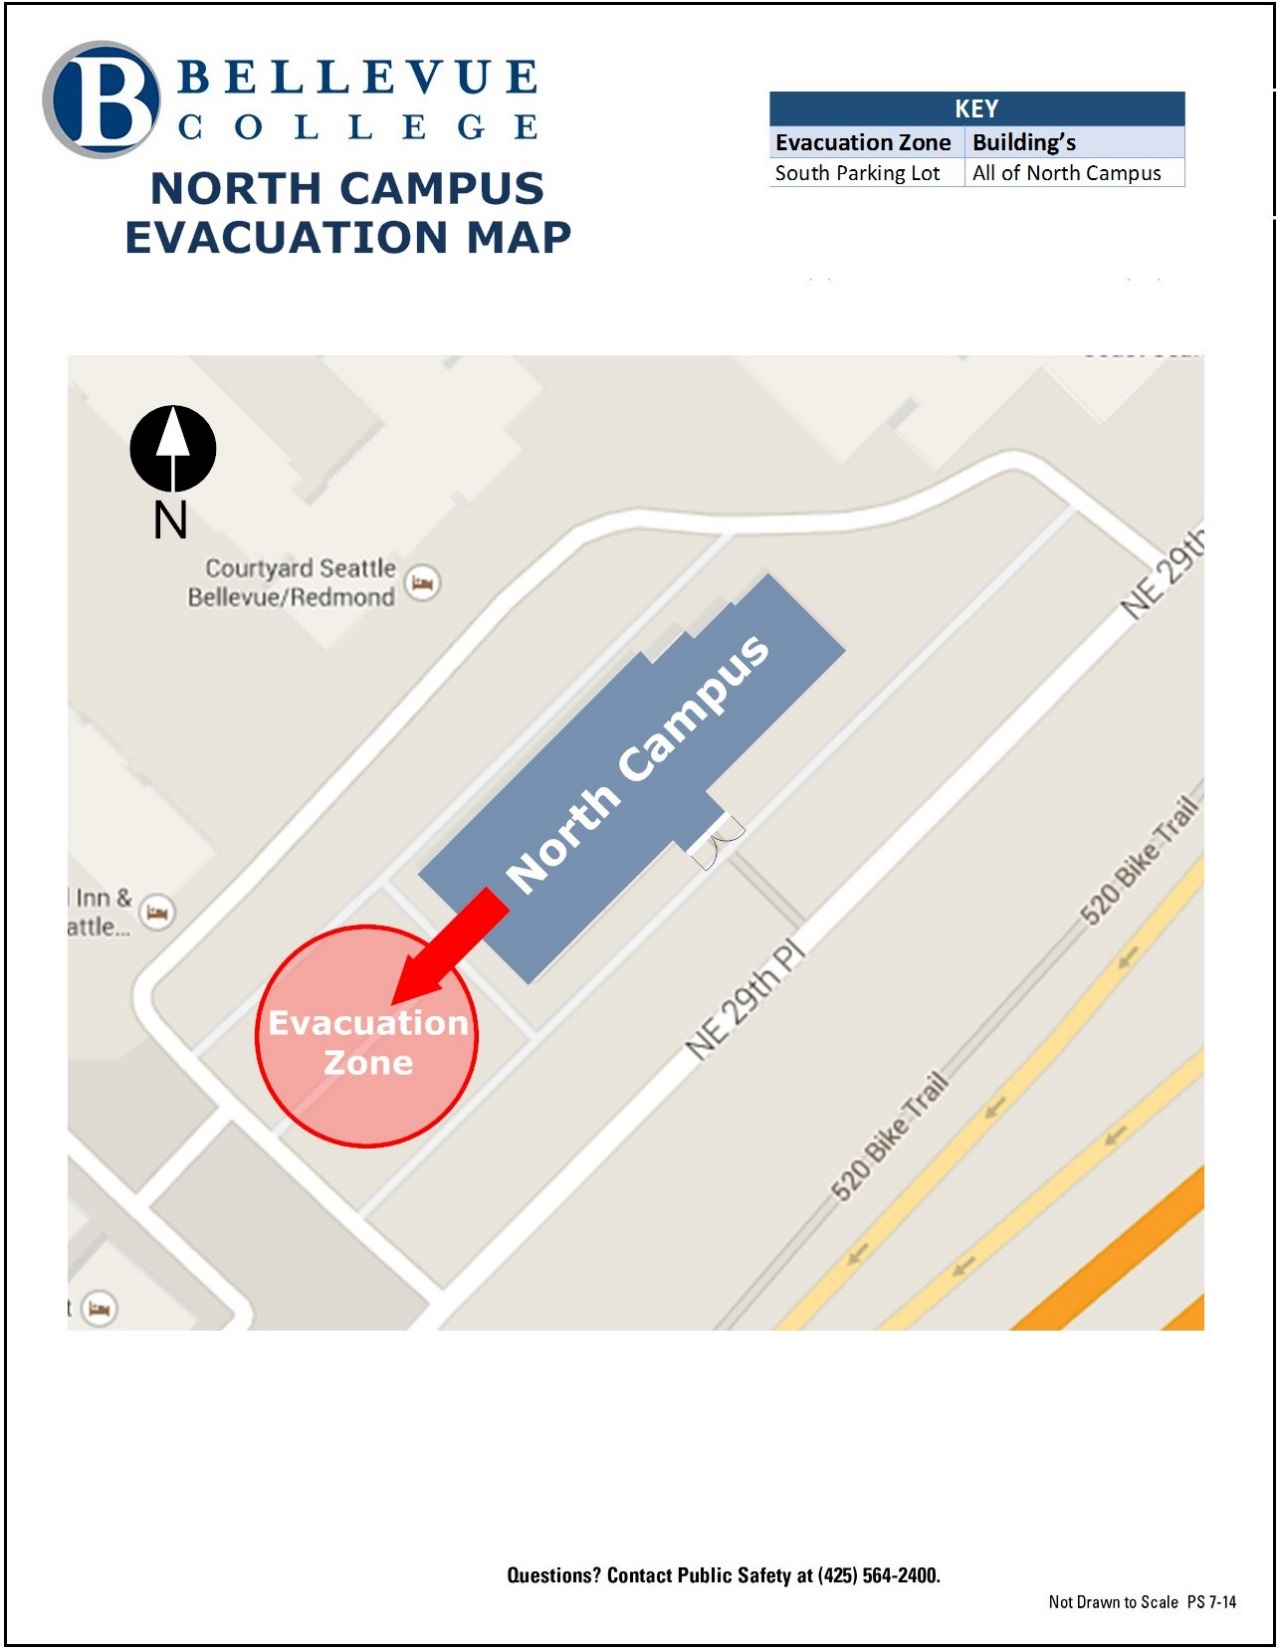 B BELLEVUE
COLLEGE
NORTH CAMPUS
EVACUATION MAP
KEY
Evacuation Zone Building's
South Parking Lot All of North Campus
N
Courtyard Seattle
Bellevue/Redmond
NE 29th
North Campus
520 Bike Trail
Inn &
attle...
Evacuation
Zone
NE 29th Pl
520 Bike Trail
t
Questions? Contact Public Safety at (425) 564-2400.
Not Drawn to Scale PS 7-14